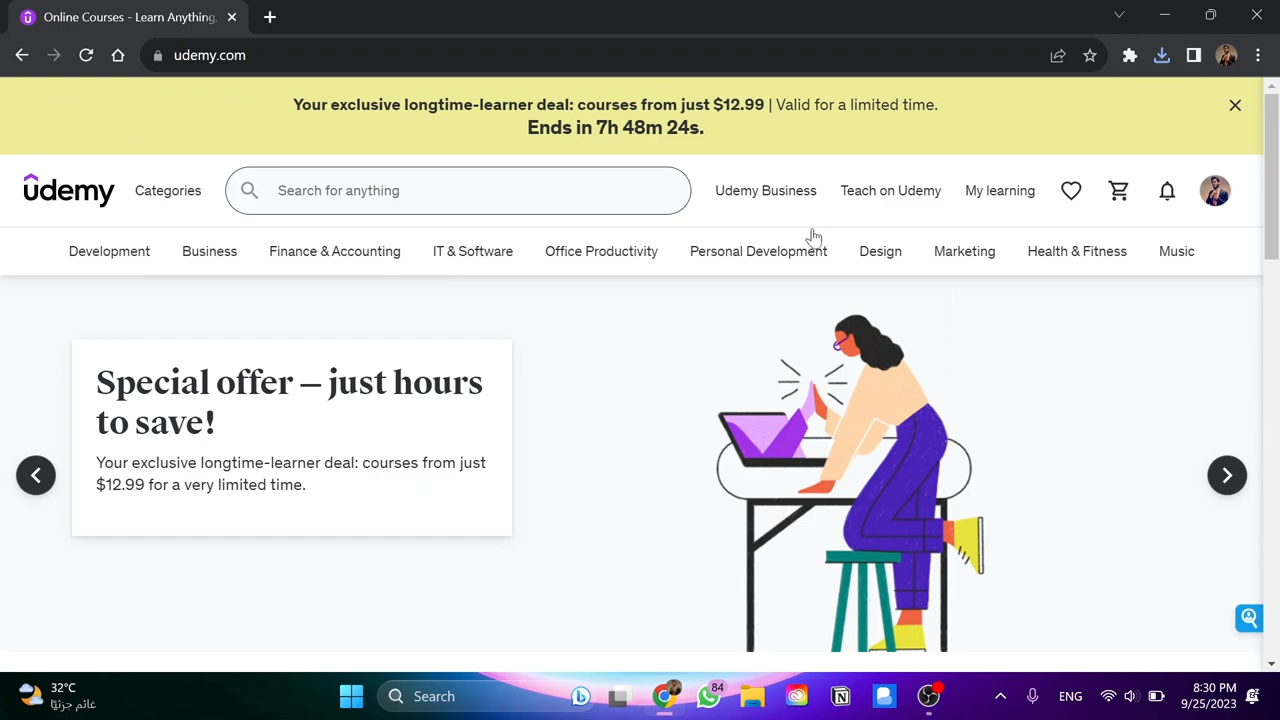 Online Courses - Learn Anything,
udemy.com
Your exclusive longtime-learner deal: courses from just $12.99 | Valid for a limited time.
Ends in 7h 48m 24s.
udemy
Categories
Search for anything
Udemy Business
Teach on Udemy
My learning
Development
Business
Finance & Accounting
IT & Software
Office Productivity
Personal Development
Design
Marketing
Health & Fitness
Music
Special offer – just hours
to save!
Your exclusive longtime-learner deal: courses from just
$12.99 for a very limited time.
32°C
غائم جزئيًا
Search
84
ENG
8:30 PM
9/25/2023